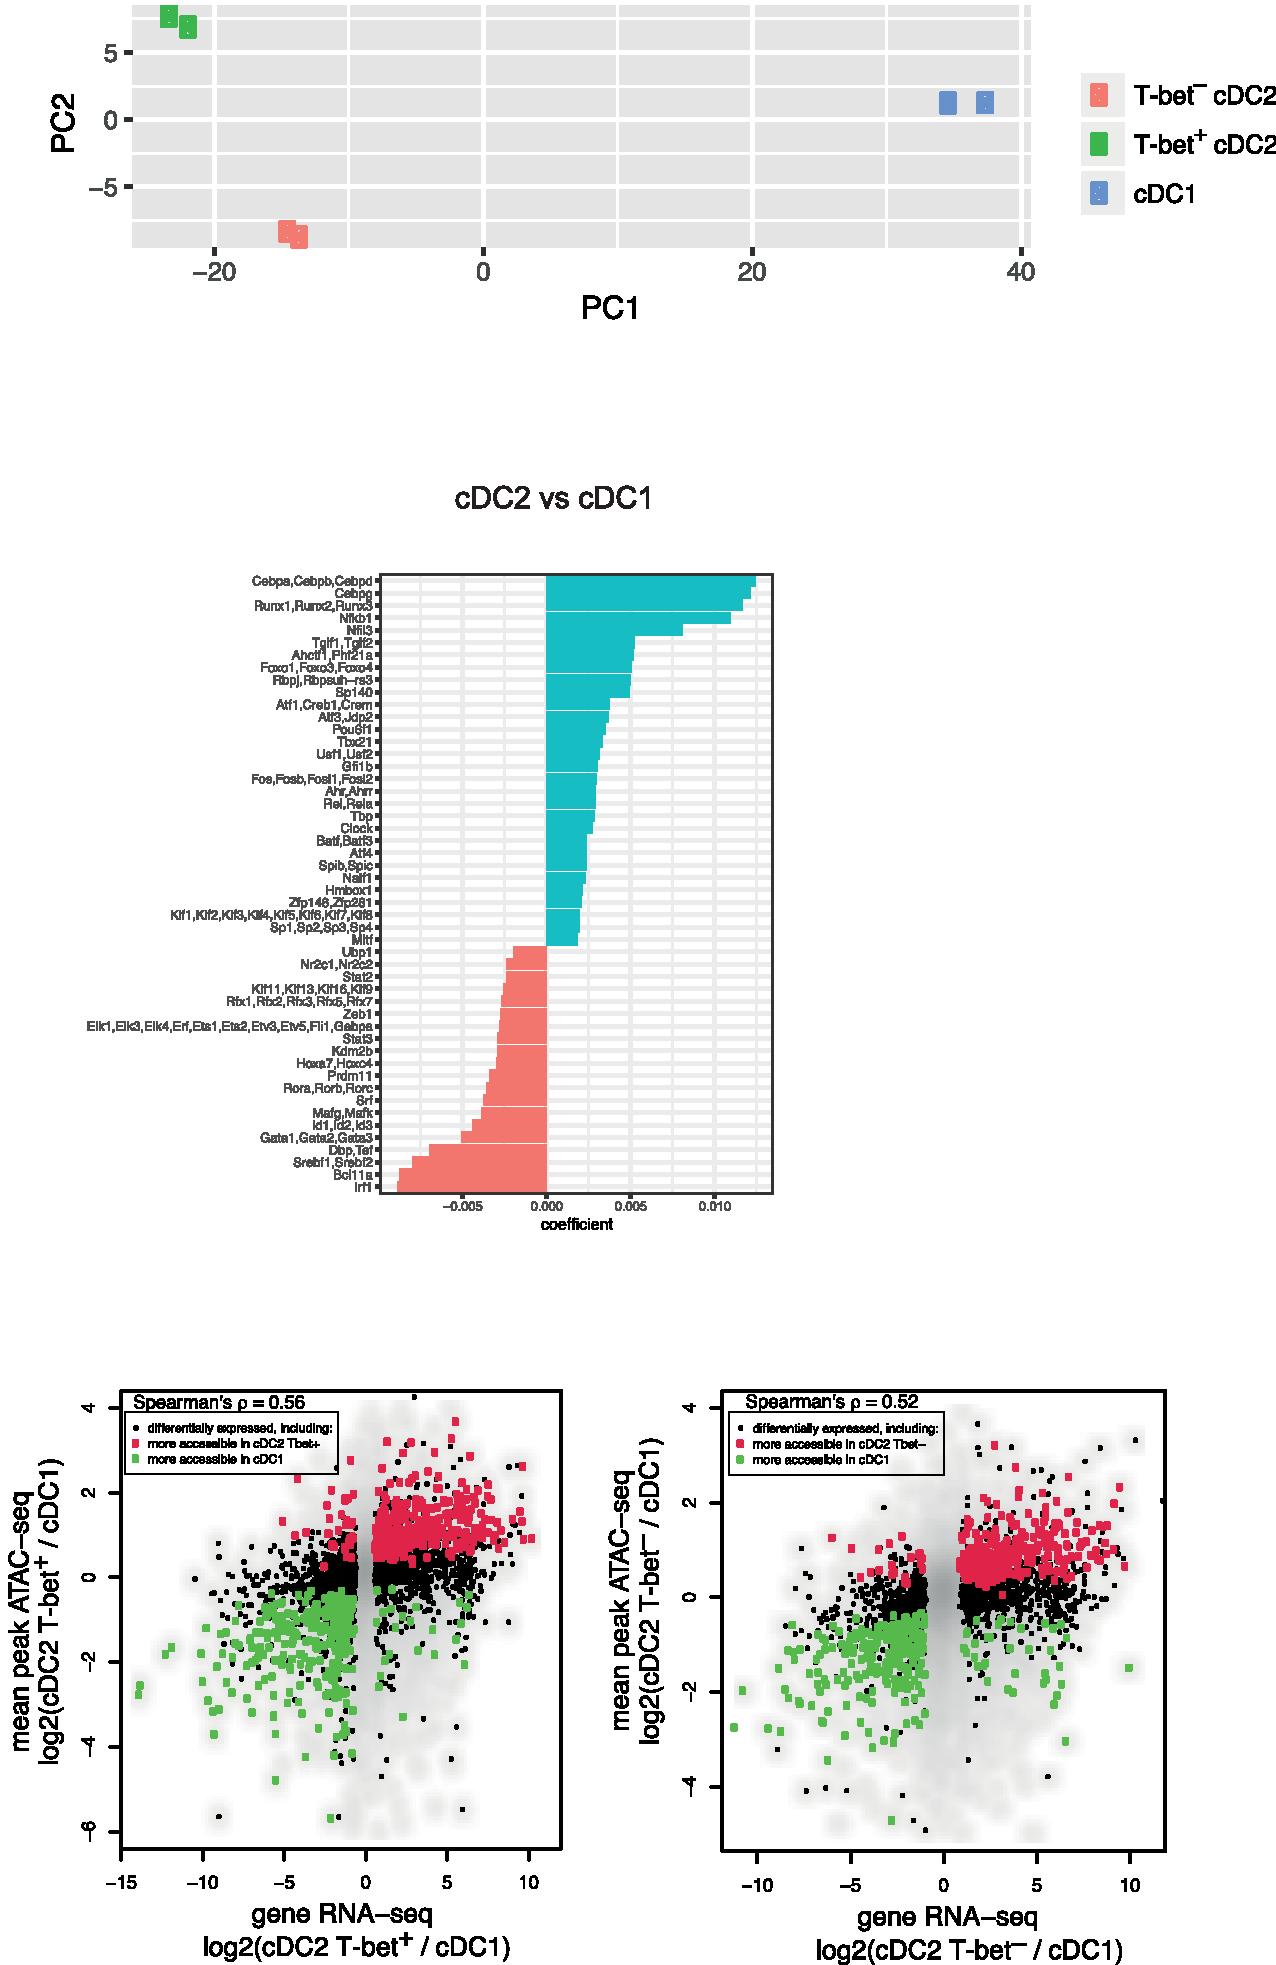 PC2
5
0
−5
−20
0
20
40
PC1
T-bet− cDC2
T-bet+ cDC2
cDC1
cDC2 vs cDC1
Cebpa,Cebpb,Cebpd
Cebpg
Runx1,Runx2,Runx3
Nfkb1
Nfil3
Tgif1,Tgif2
Ahctf1,Phf21a
Foxo1,Foxo3,Foxo4
Rbpj,Rbpsuh−rs3
Sp140
Atf1,Creb1,Crem
Atf3,Jdp2
Pou6f1
Tbx21
Usf1,Usf2
Gfi1b
Fos,Fosb,Fosl1,Fosl2
Ahr,Ahrr
Rel,Rela
Tbp
Clock
Batf,Batf3
Atf4
Spib,Spic
Naif1
Hmbox1
Zfp148,Zfp281
Klf1,Klf2,Klf3,Klf4,Klf5,Klf6,Klf7,Klf8
Sp1,Sp2,Sp3,Sp4
Mitf
Ubp1
Nr2c1,Nr2c2
Stat2
Klf11,Klf13,Klf16,Klf9
Rfx1,Rfx2,Rfx3,Rfx5,Rfx7
Zeb1
Elk1,Elk3,Elk4,Erf,Ets1,Ets2,Etv3,Etv5,Fli1,Gabpa
Stat3
Kdm2b
Hoxa7,Hoxc4
Prdm11
Rora,Rorb,Rorc
Srf
Mafg,Mafk
Id1,Id2,Id3
Gata1,Gata2,Gata3
Dbp,Tef
Srebf1,Srebf2
Bcl11a
Irf1
−0.005
0.000
0.005
0.010
coefficient
Spearman's ρ = 0.56
differentially expressed, including:
more accessible in cDC2 Tbet+
more accessible in cDC1
mean peak ATAC−seq
log2(cDC2 T-bet+ / cDC1)
4
2
0
−2
−4
−6
−15
−10
−5
0
5
10
gene RNA−seq
log2(cDC2 T-bet+ / cDC1)
Spearman's ρ = 0.52
differentially expressed, including:
more accessible in cDC2 Tbet−
more accessible in cDC1
mean peak ATAC−seq
log2(cDC2 T-bet− / cDC1)
4
2
0
−2
−4
−10
−5
0
5
10
gene RNA−seq
log2(cDC2 T-bet− / cDC1)